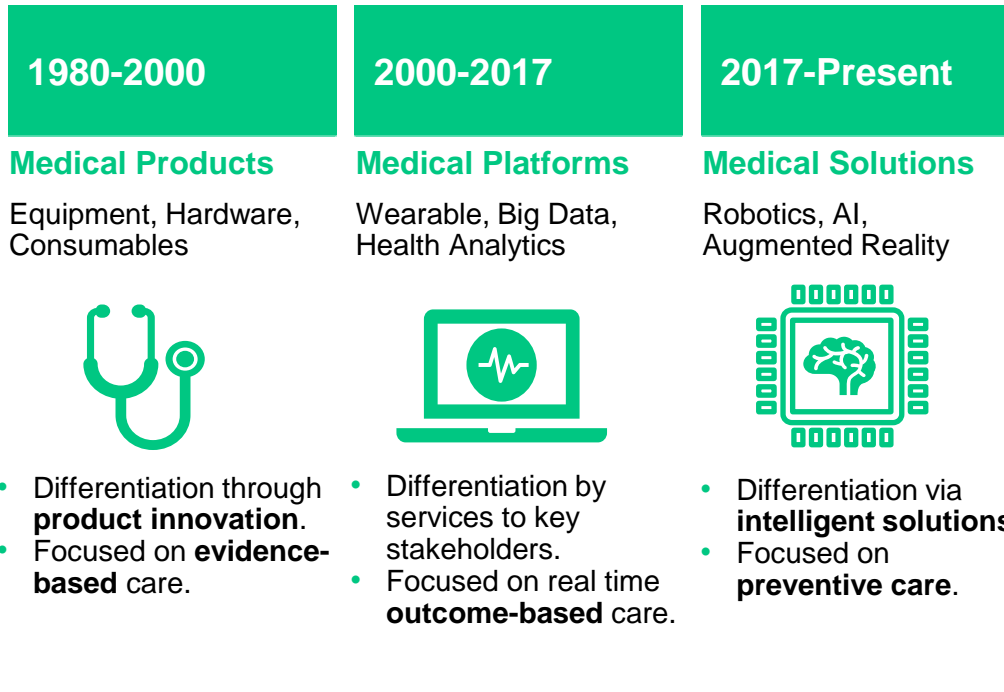 1980-2000
Medical Products
Equipment, Hardware,
Consumables
• Differentiation through
product innovation.
• Focused on evidence-
based care.
2000-2017
Medical Platforms
Wearable, Big Data,
Health Analytics
• Differentiation by
services to key
stakeholders.
• Focused on real time
outcome-based care.
2017-Present
Medical Solutions
Robotics, AI,
Augmented Reality
• Differentiation via
intelligent solutions
• Focused on
preventive care.